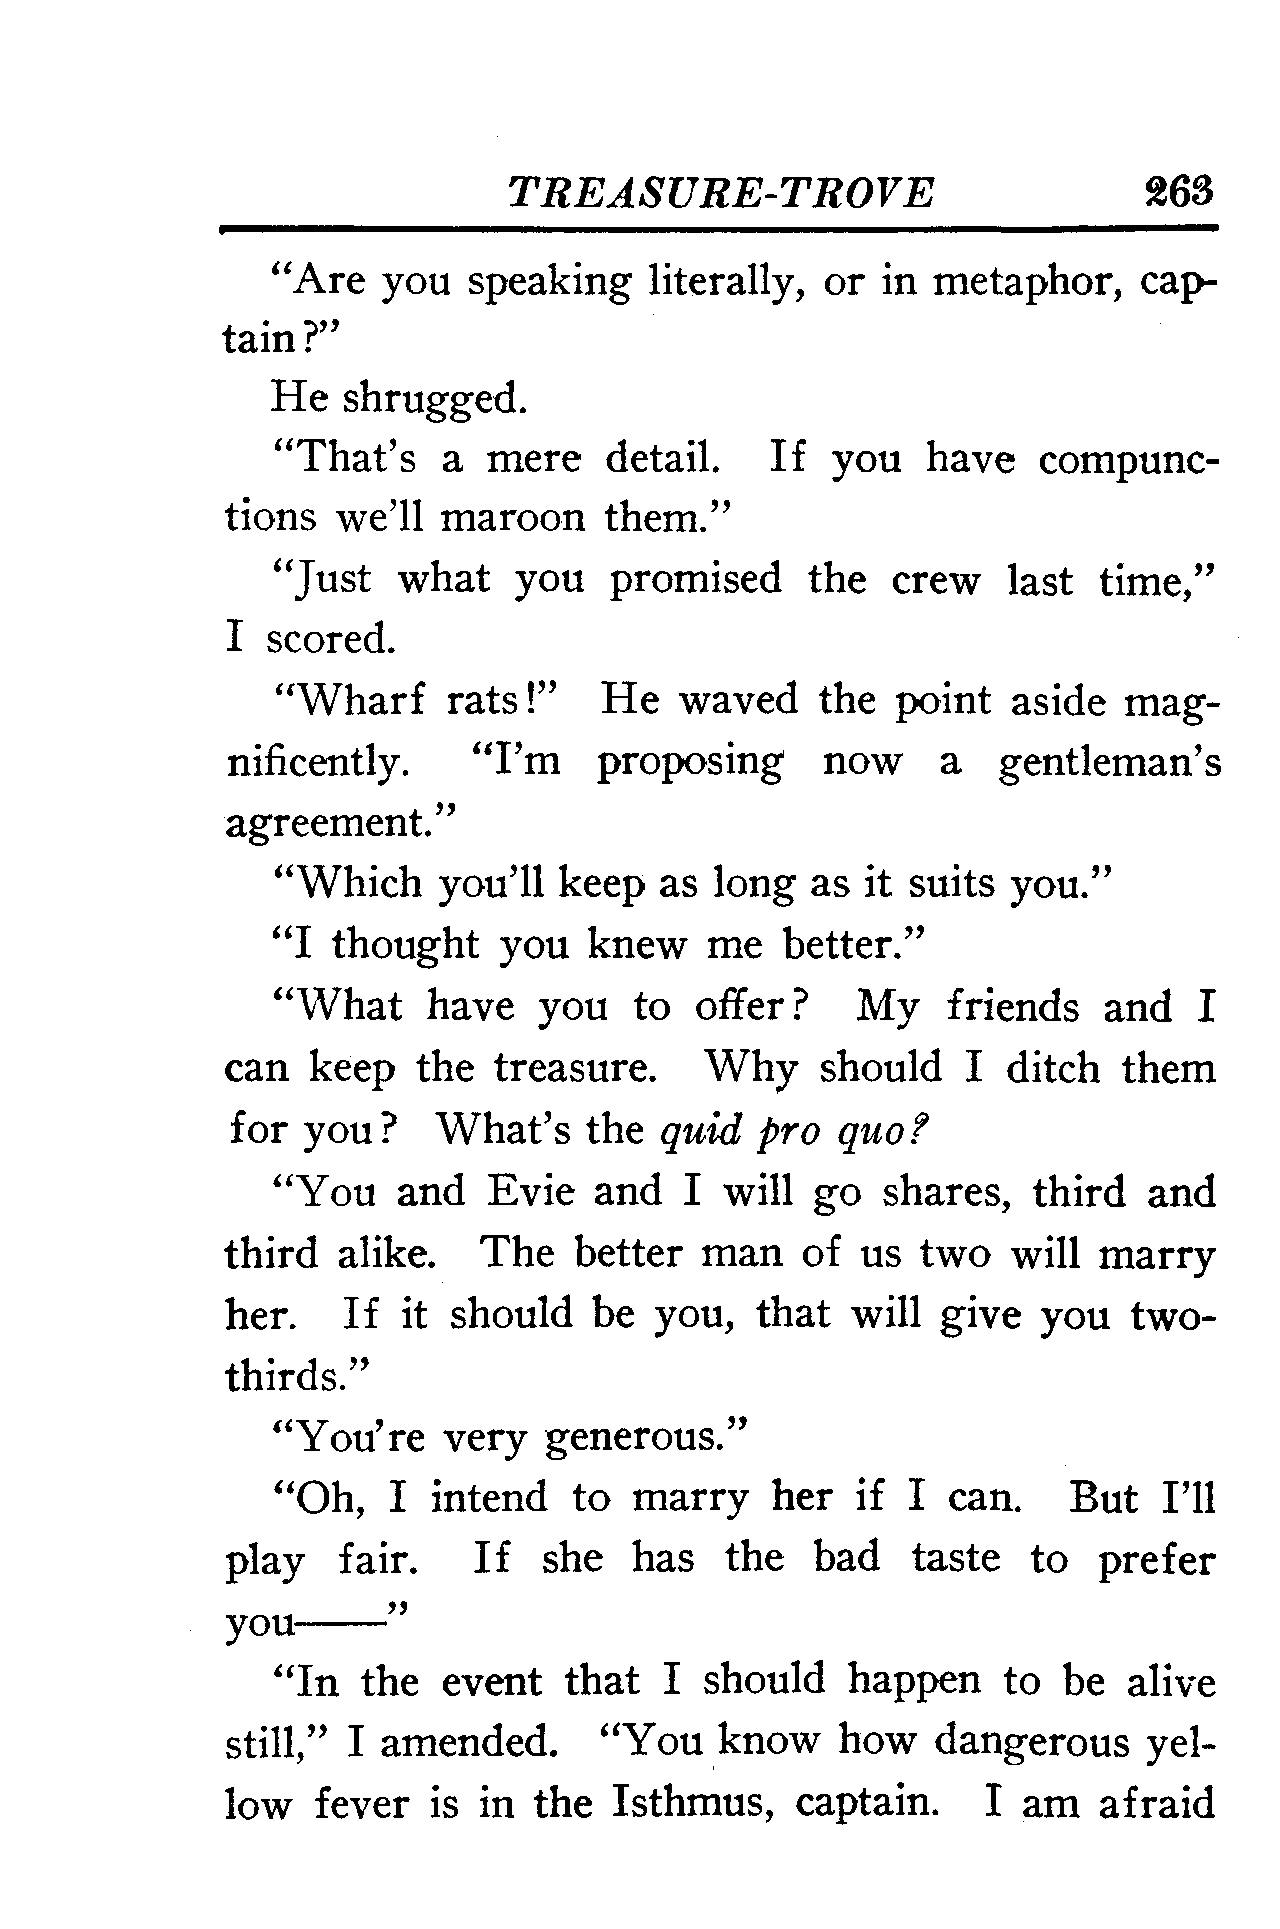 TREASURE-TROVE 263
“Are you speaking literally, or in metaphor, cap-
tain?”
He shrugged.
“That’s a mere detail. If you have compunc-
tions we’ll maroon them.”
“Just what you promised the crew last time,”
I scored.
“Wharf rats!” He waved the point aside mag-
nificently. “I’m proposing now a gentleman’s
agreement.”
“Which you’ll keep as long as it suits you.”
“I thought you knew me better.”
“What have you to offer? My friends and I
can keep the treasure. Why should I ditch them
for you? What’s the quid pro quo?
“You and Evie and I will go shares, third and
third alike. The better man of us two will marry
her. If it should be you, that will give you two-
thirds.”
“You’re very generous.”
“Oh, I intend to marry her if I can. But I’ll
play fair. If she has the bad taste to prefer
you——”
“In the event that I should happen to be alive
still,” I amended. “You know how dangerous yel-
low fever is in the Isthmus, captain. I am afraid